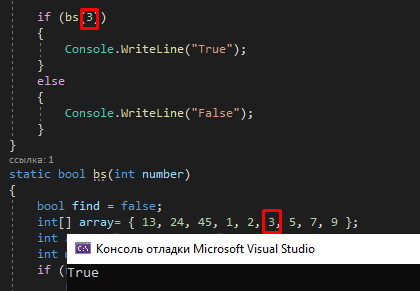 if (bs(3))
{
Console.WriteLine("True");
}
else
{
Console.WriteLine("False");
}
}
ссылка: 1
static bool bs(int number)
{
bool find = false;
int[] array= { 13, 24, 45, 1, 2, 3, 5, 7, 9 };
int
Консоль отладки Microsoft Visual Studio
int
if (
True